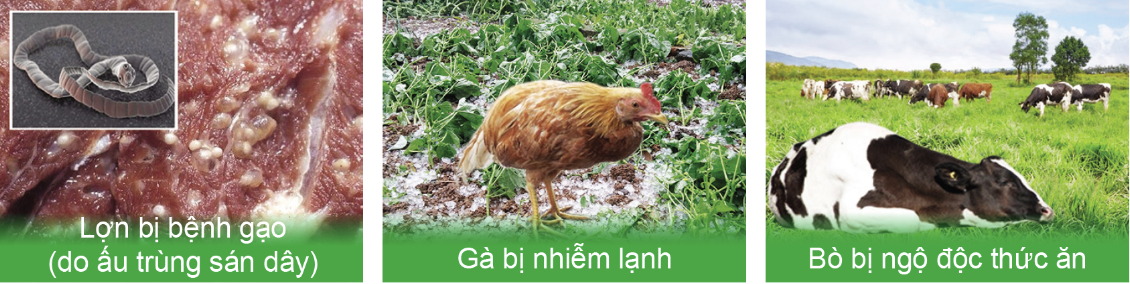 Lợn bị bệnh gạo
(do ấu trùng sán dây)
Gà bị nhiễm lạnh
Bò bị ngộ độc thức ăn